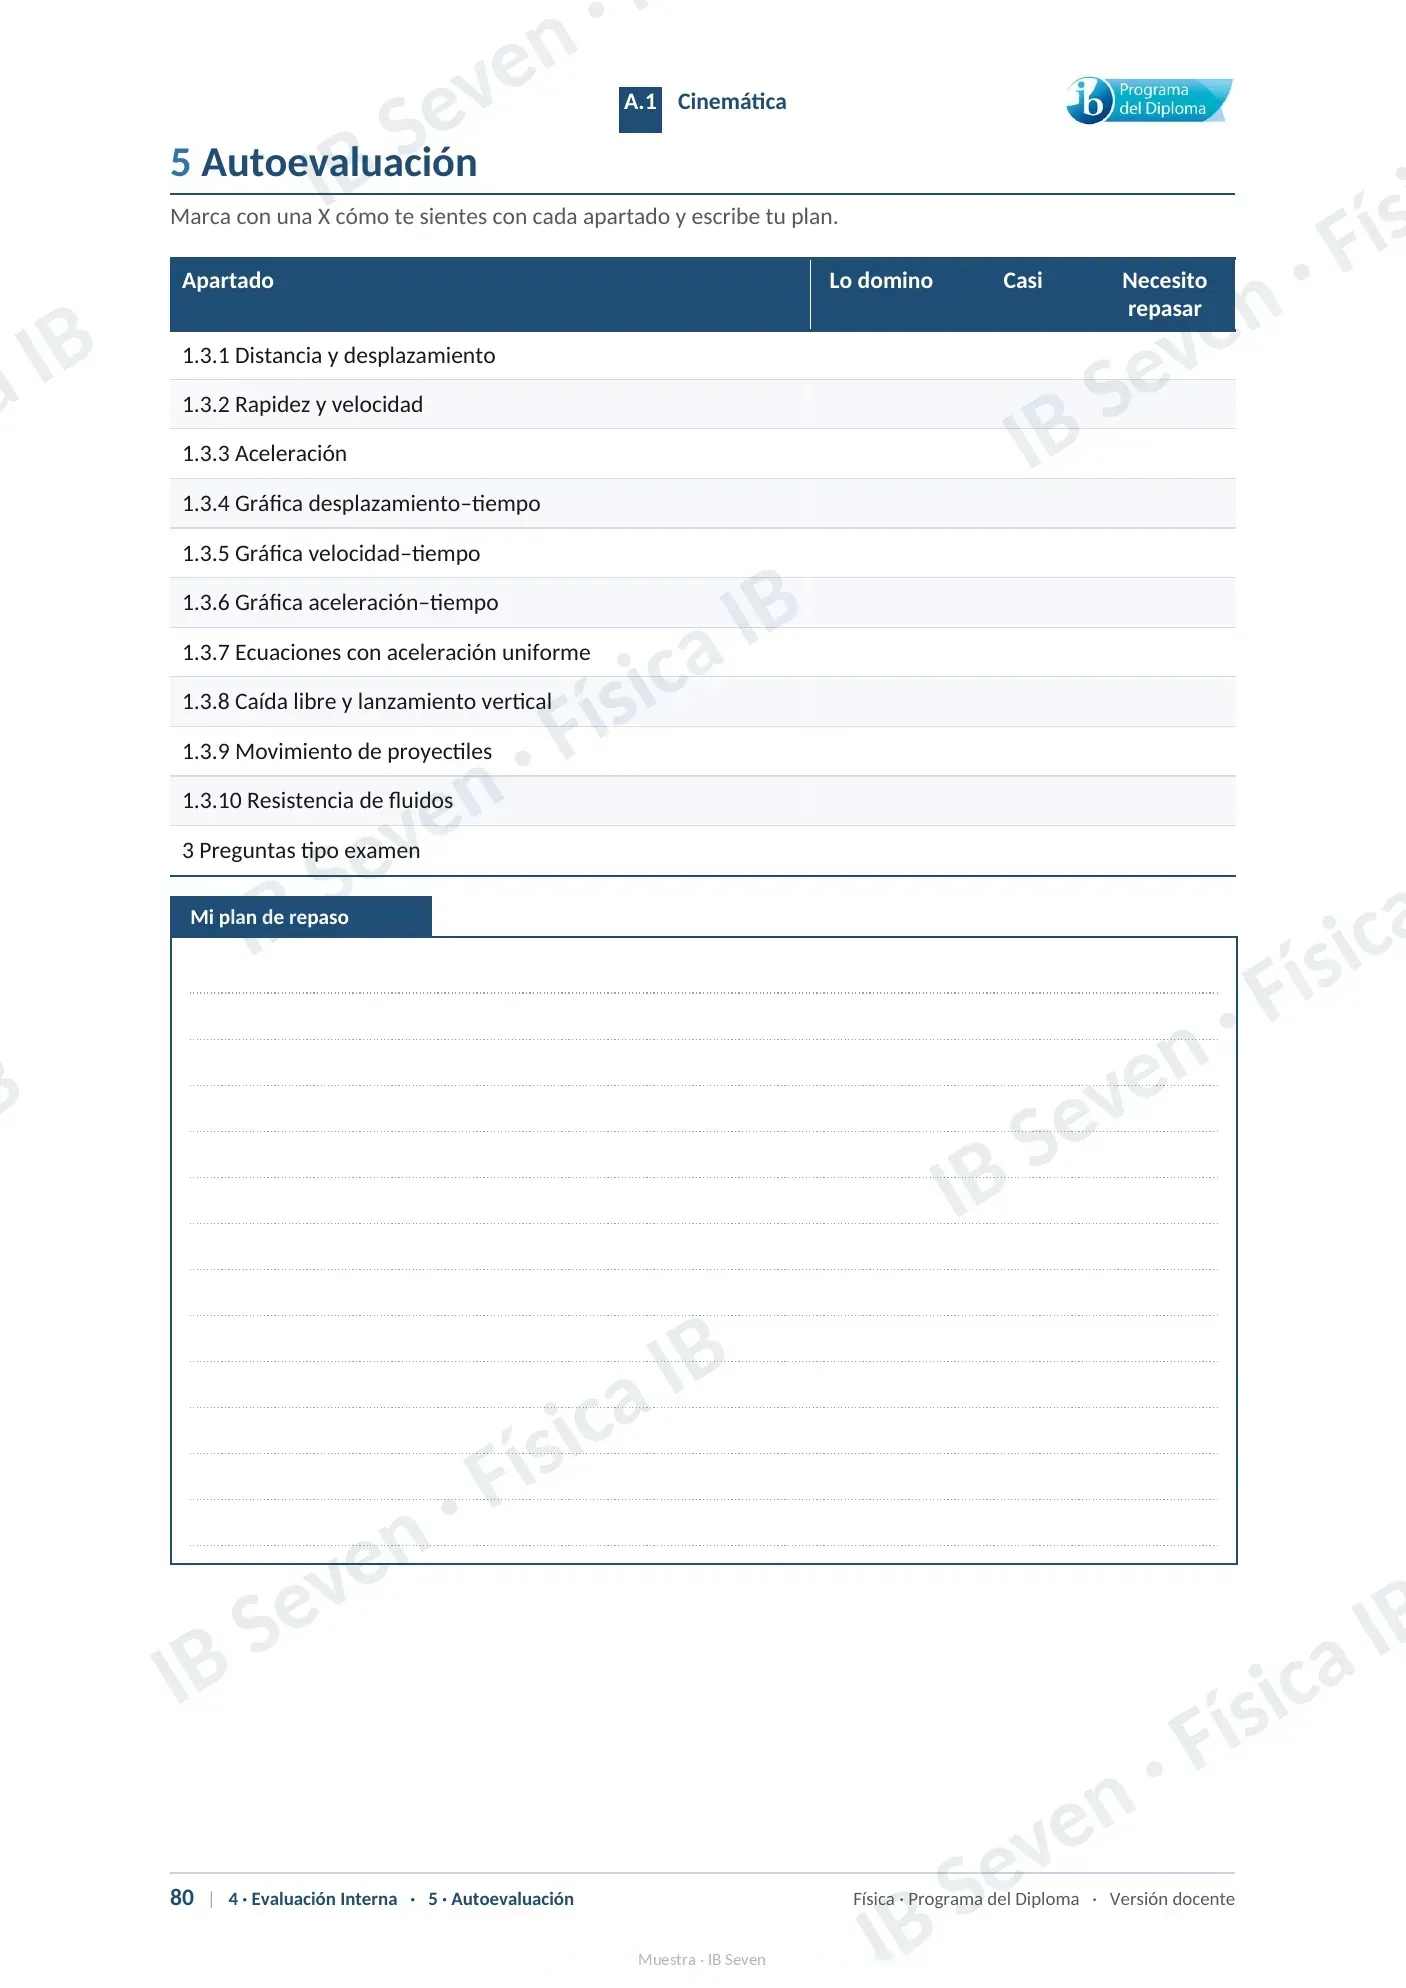 A.1 Cinemática
ib Programa
del Diploma
5 Autoevaluación
Marca con una X cómo te sientes con cada apartado y escribe tu plan.
Apartado Lo domino Casi Necesito
repasar
1.3.1 Distancia y desplazamiento
1.3.2 Rapidez y velocidad
1.3.3 Aceleración
1.3.4 Gráfica desplazamiento–tiempo
1.3.5 Gráfica velocidad–tiempo
1.3.6 Gráfica aceleración–tiempo
1.3.7 Ecuaciones con aceleración uniforme
1.3.8 Caída libre y lanzamiento vertical
1.3.9 Movimiento de proyectiles
1.3.10 Resistencia de fluidos
3 Preguntas tipo examen
Mi plan de repaso
80 | 4 · Evaluación Interna · 5 · Autoevaluación Física · Programa del Diploma · Versión docente
Muestra · IB Seven
IB Seven · Física IB
IB Seven · Física IB
IB Seven · Física IB
IB Seven · Física
IB Seven · Fís
IB Seven ·
a IB